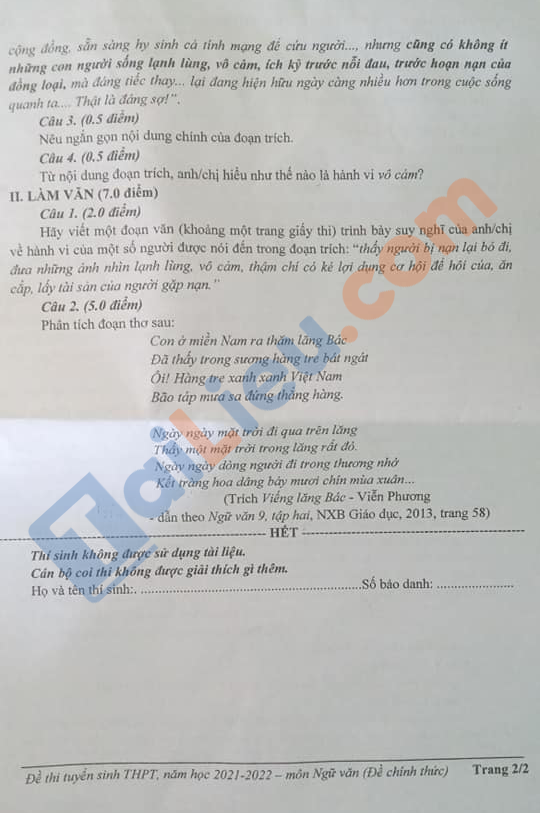 cộng đồng, sẵn sàng hy sinh cả tính mạng để cứu người..., nhưng cũng có không ít
những con người sống lạnh lùng, vô cảm, ích kỷ trước nỗi đau, trước hoạn nạn của
đồng loại, mà đáng tiếc thay... lại đang hiện hữu ngày càng nhiều hơn trong cuộc sống
quanh ta.... Thật là đáng sợ!".
Câu 3. (0.5 điểm)
Nêu ngắn gọn nội dung chính của đoạn trích.
Câu 4. (0.5 điểm)
Từ nội dung đoạn trích, anh/chị hiểu như thế nào là hành vi vô cảm?
II. LÀM VĂN (7.0 điểm)
Câu 1. (2.0 điểm)
Hãy viết một đoạn văn (khoảng một trang giấy thi) trình bày suy nghĩ của anh/chị
về hành vi của một số người được nói đến trong đoạn trích: "thấy người bị nạn lại bỏ đi,
đưa những ánh nhìn lạnh lùng, vô cảm, thậm chí có kẻ lợi dụng cơ hội để hôi của, ăn
cắp, lấy tài sản của người gặp nạn."
Câu 2. (5.0 điểm)
Phân tích đoạn thơ sau:
Con ở miền Nam ra thăm lăng Bác
Đã thấy trong sương hàng tre bát ngát
Ôi! Hàng tre xanh xanh Việt Nam
Bão táp mưa sa đứng thẳng hàng.
Ngày ngày mặt trời đi qua trên lăng
Thấy một mặt trời trong lăng rất đỏ.
Ngày ngày dòng người đi trong thương nhớ
Kết tràng hoa dâng bảy mươi chín mùa xuân...
(Trích Viếng lăng Bác - Viễn Phương
- dẫn theo Ngữ văn 9, tập hai, NXB Giáo dục, 2013, trang 58)
HẾT
Thí sinh không được sử dụng tài liệu.
Cán bộ coi thi không được giải thích gì thêm.
Họ và tên thí sinh:. ................................................Số báo danh: ....................
Đề thi tuyển sinh THPT, năm học 2021-2022 – môn Ngữ văn (Đề chính thức) Trang 2/2
TaiLieu.com